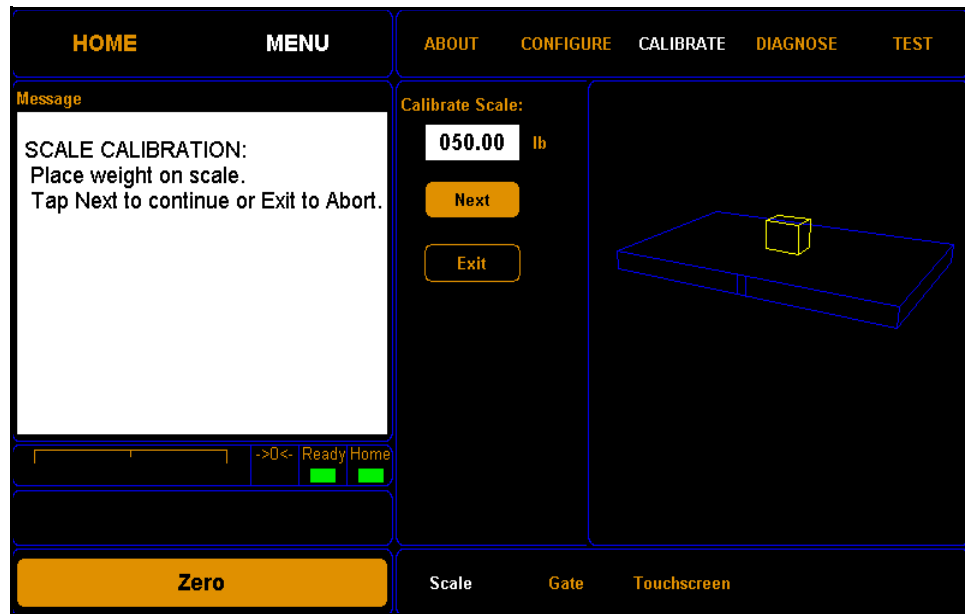 HOME MENU ABOUT CONFIGURE CALIBRATE DIAGNOSE TEST
Message
SCALE CALIBRATION:
Place weight on scale.
Tap Next to continue or Exit to Abort.
Calibrate Scale:
050.00 lb
Next
Exit
->0<- Ready Home
Zero
Scale Gate Touchscreen